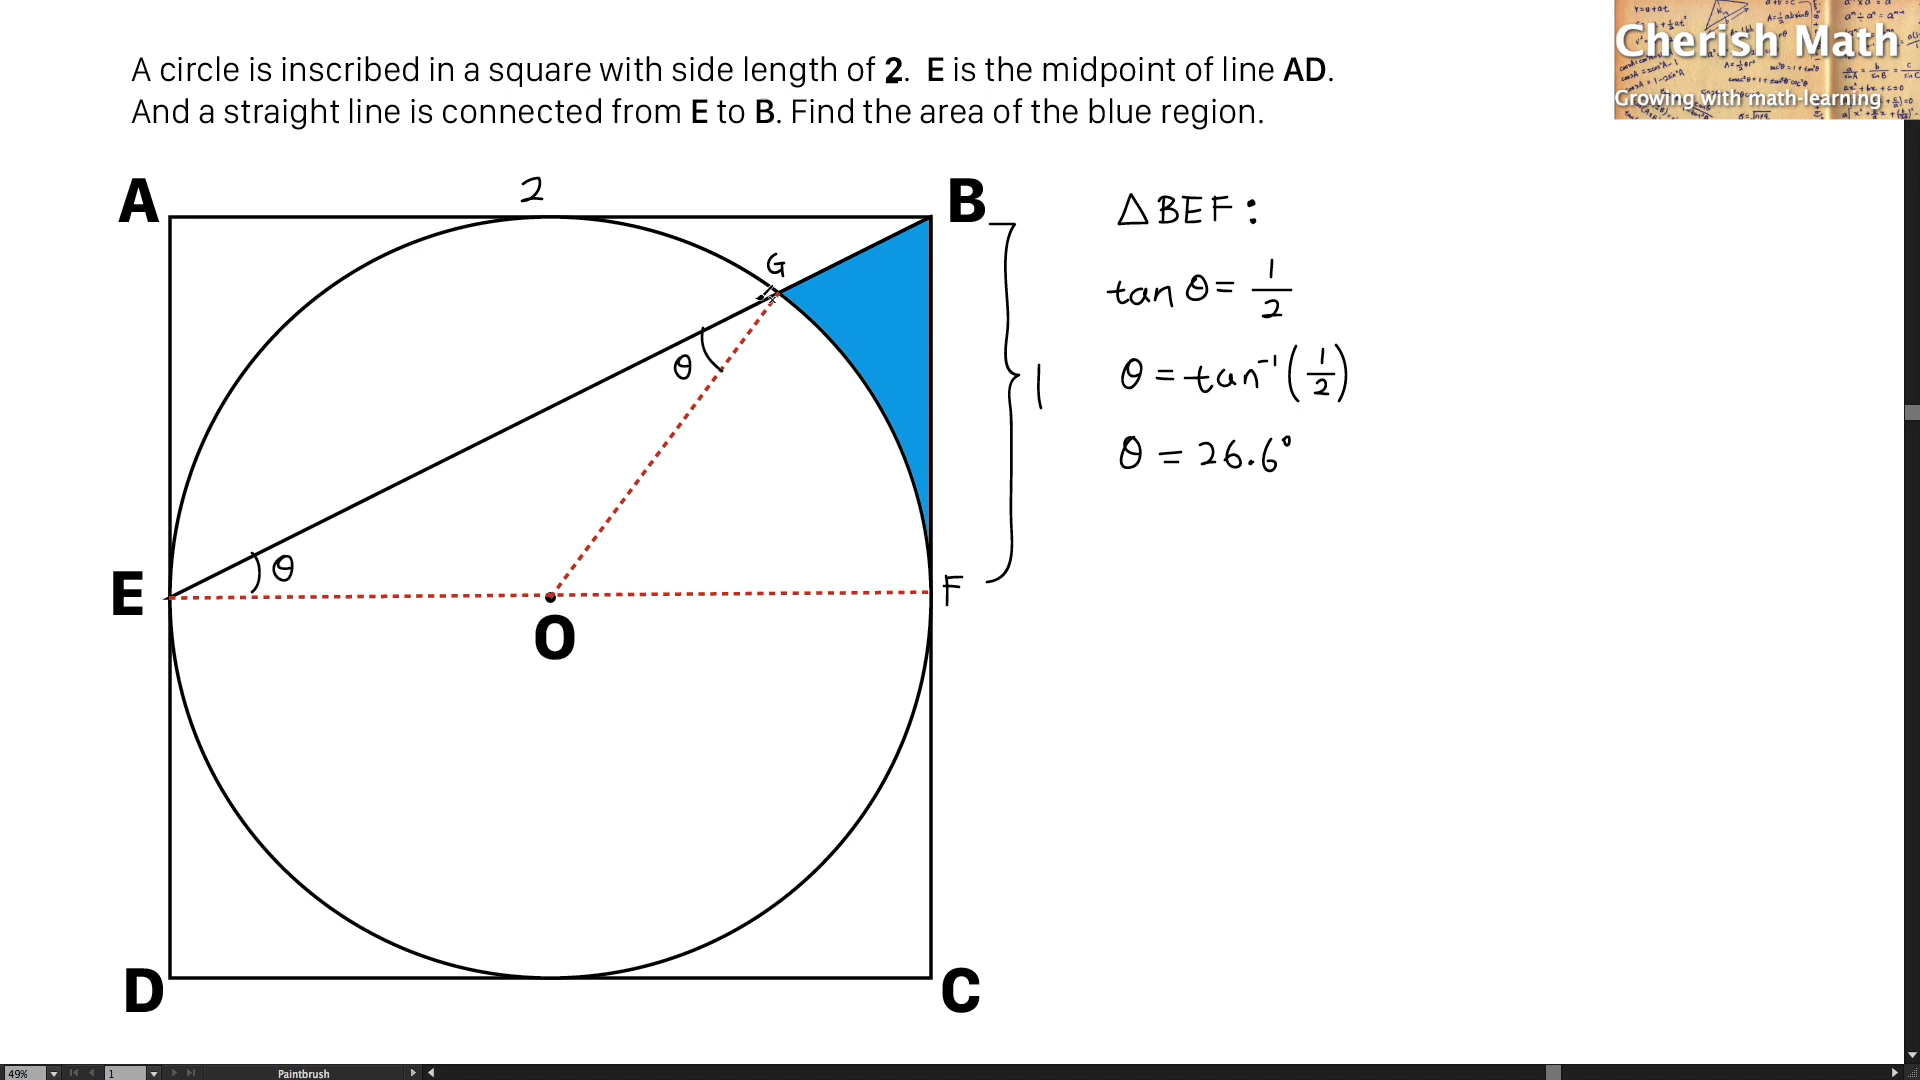 Cherish Math
Growing with math-learning
A circle is inscribed in a square with side length of 2. E is the midpoint of line AD.
And a straight line is connected from E to B. Find the area of the blue region.
A
2
B
G
θ
1
E
θ
F
O
D
C
△BEF:
tan θ = 1/2
θ = tan⁻¹(1/2)
θ = 26.6°
49%
1
Paintbrush